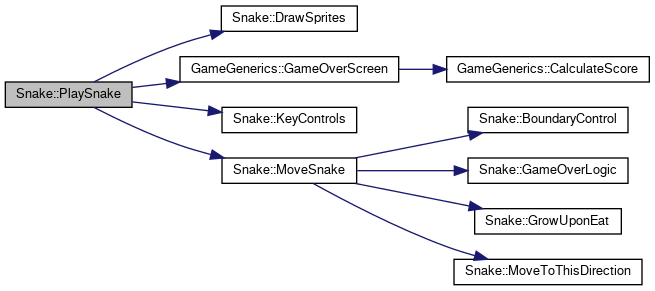 Snake::DrawSprites
GameGenerics::GameOverScreen
GameGenerics::CalculateScore
Snake::PlaySnake
Snake::KeyControls
Snake::BoundaryControl
Snake::MoveSnake
Snake::GameOverLogic
Snake::GrowUponEat
Snake::MoveToThisDirection